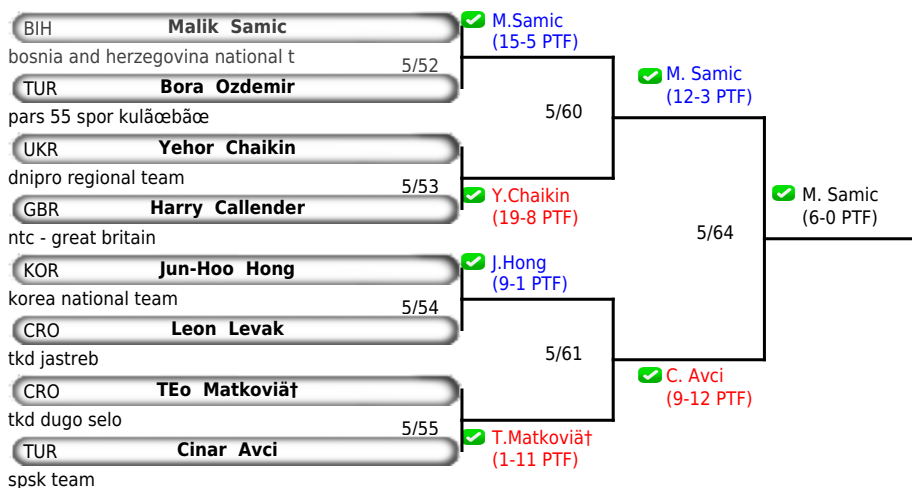 BIH Malik Samic
bosnia and herzegovina national t
TUR Bora Ozdemir
pars 55 spor kulãœbãœ
UKR Yehor Chaikin
dnipro regional team
GBR Harry Callender
ntc - great britain
KOR Jun-Hoo Hong
korea national team
CRO Leon Levak
tkd jastreb
CRO TEo Matkoviä†
tkd dugo selo
TUR Cinar Avci
spsk team
5/52
5/53
5/54
5/55
M.Samic
(15-5 PTF)
Y.Chaikin
(19-8 PTF)
J.Hong
(9-1 PTF)
T.Matkoviä†
(1-11 PTF)
5/60
5/61
M. Samic
(12-3 PTF)
C. Avci
(9-12 PTF)
5/64
M. Samic
(6-0 PTF)